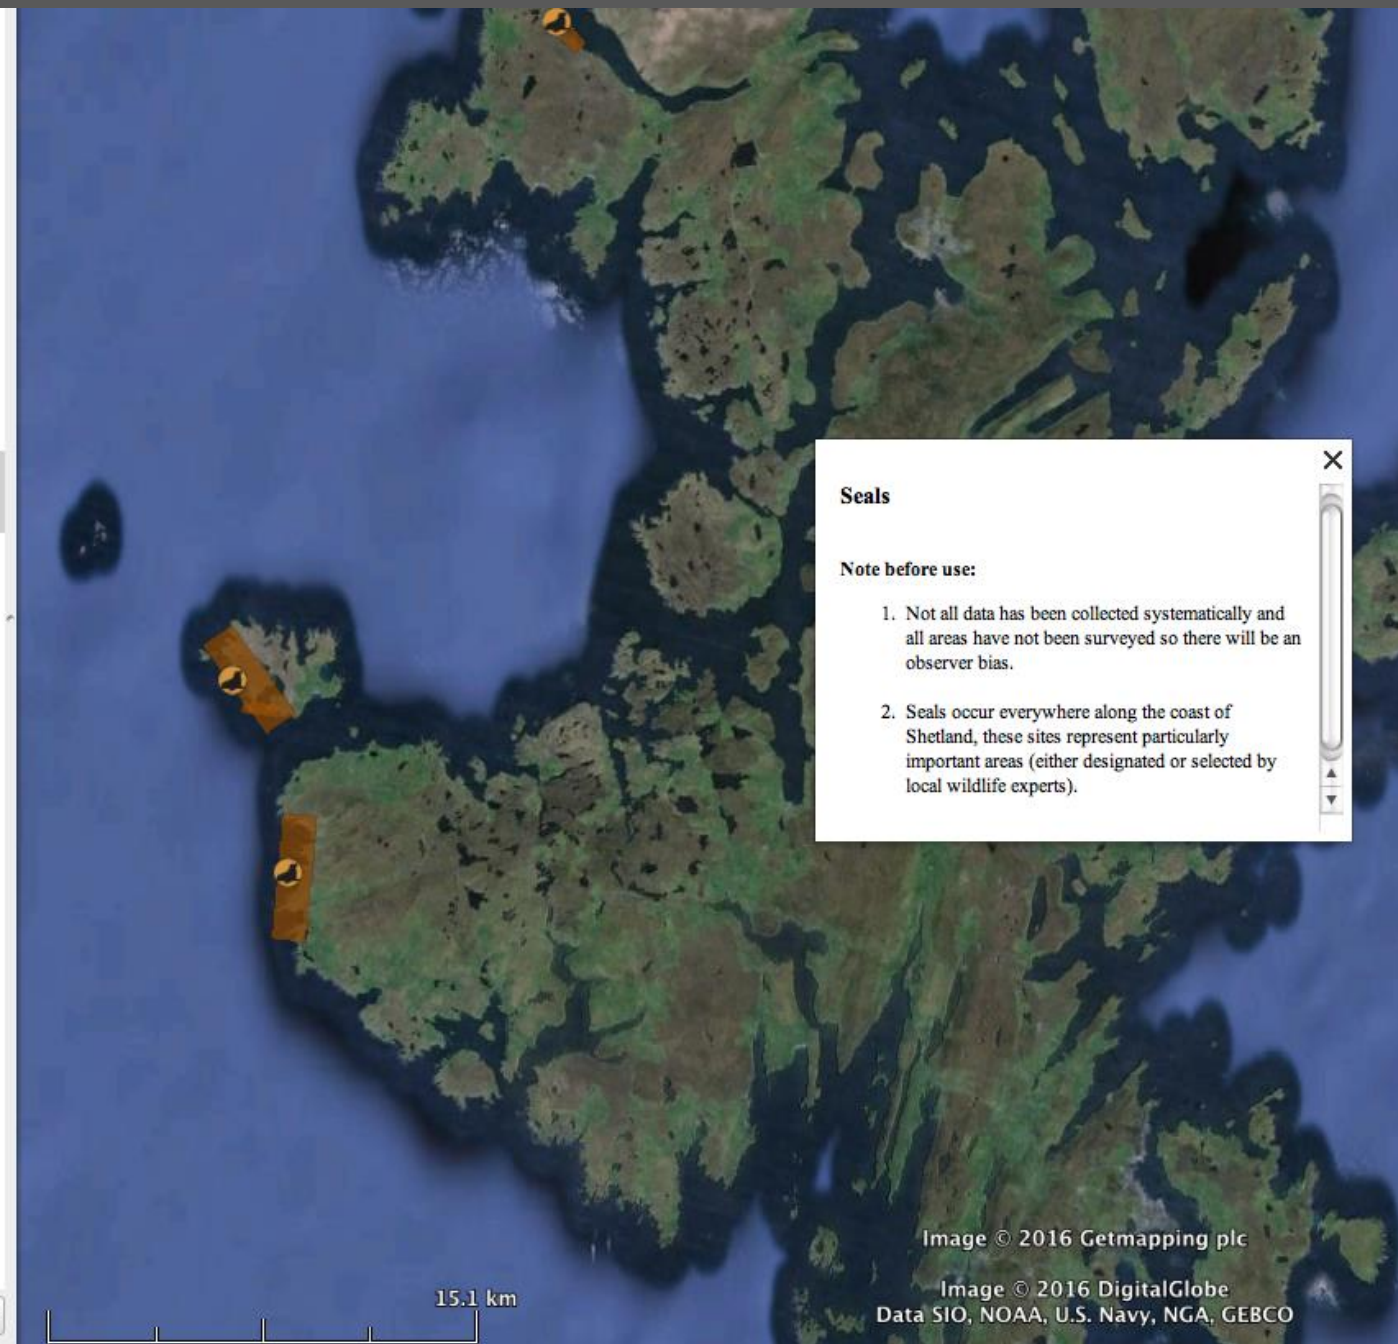 Seals
Note before use:
1. Not all data has been collected systematically and
all areas have not been surveyed so there will be an
observer bias.
2. Seals occur everywhere along the coast of
Shetland, these sites represent particularly
important areas (either designated or selected by
local wildlife experts).
Image © 2016 Getmapping plc
15.1 km
Image © 2016 DigitalGlobe
Data SIO, NOAA, U.S. Navy, NGA, GEBCO